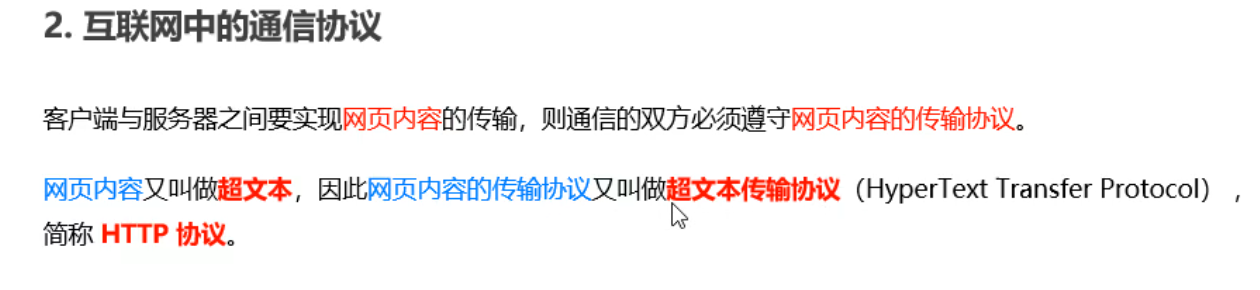 2. 互联网中的通信协议
客户端与服务器之间要实现网页内容的传输，则通信的双方必须遵守网页内容的传输协议。
网页内容又叫做超文本，因此网页内容的传输协议又叫做超文本传输协议（HyperText Transfer Protocol），
简称 HTTP 协议。